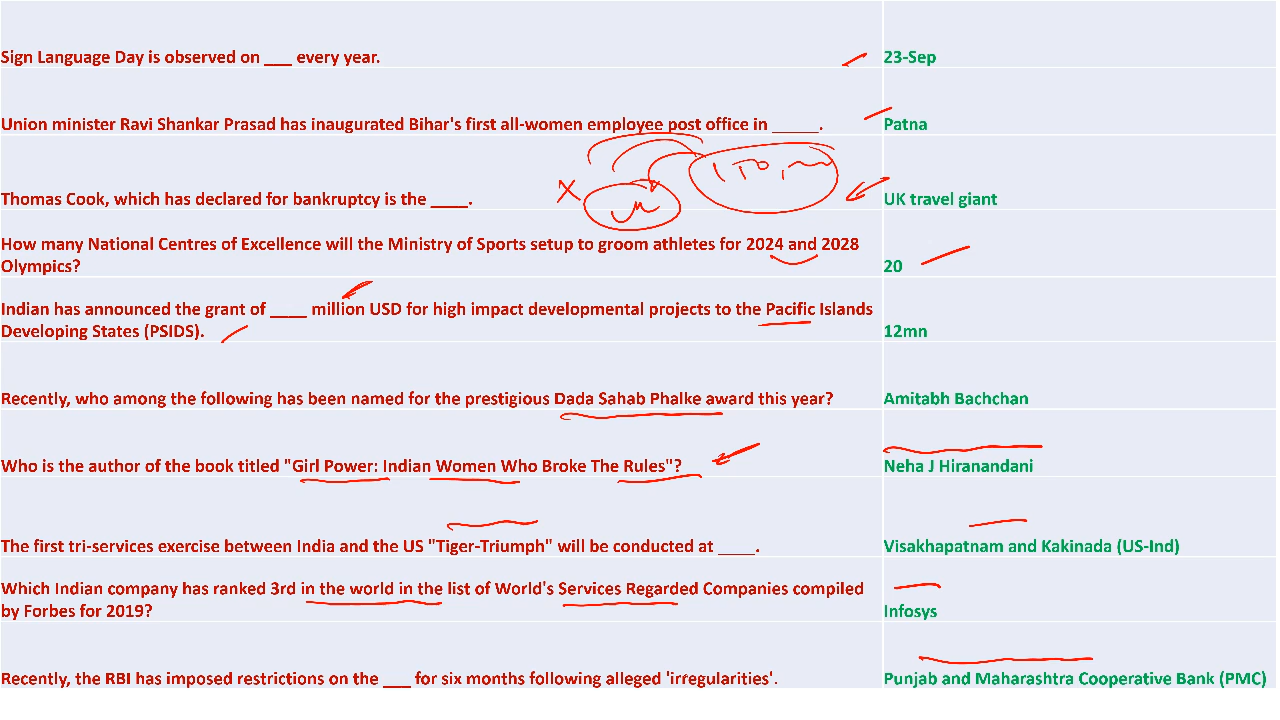 Sign Language Day is observed on ___ every year. 23-Sep
Union minister Ravi Shankar Prasad has inaugurated Bihar's first all-women employee post office in _____. Patna
Thomas Cook, which has declared for bankruptcy is the ____. UK travel giant
How many National Centres of Excellence will the Ministry of Sports setup to groom athletes for 2024 and 2028
Olympics? 20
Indian has announced the grant of ____ million USD for high impact developmental projects to the Pacific Islands
Developing States (PSIDS). 12mn
Recently, who among the following has been named for the prestigious Dada Sahab Phalke award this year? Amitabh Bachchan
Who is the author of the book titled "Girl Power: Indian Women Who Broke The Rules"? Neha J Hiranandani
The first tri-services exercise between India and the US "Tiger-Triumph" will be conducted at ____. Visakhapatnam and Kakinada (US-Ind)
Which Indian company has ranked 3rd in the world in the list of World's Services Regarded Companies compiled
by Forbes for 2019? Infosys
Recently, the RBI has imposed restrictions on the ___ for six months following alleged 'irregularities'. Punjab and Maharashtra Cooperative Bank (PMC)